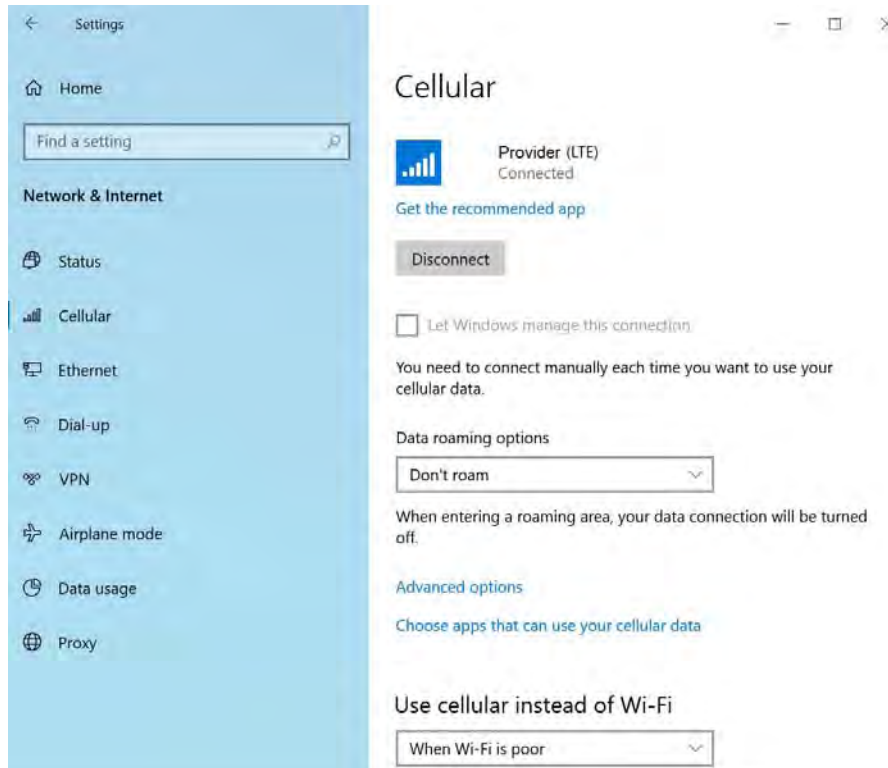 Settings
Home
Find a setting
Network & Internet
Status
Cellular
Ethernet
Dial-up
VPN
Airplane mode
Data usage
Proxy
Cellular
Provider (LTE)
Connected
Get the recommended app
Disconnect
Let Windows manage this connection
You need to connect manually each time you want to use your
cellular data.
Data roaming options
Don't roam
When entering a roaming area, your data connection will be turned
off.
Advanced options
Choose apps that can use your cellular data
Use cellular instead of Wi-Fi
When Wi-Fi is poor